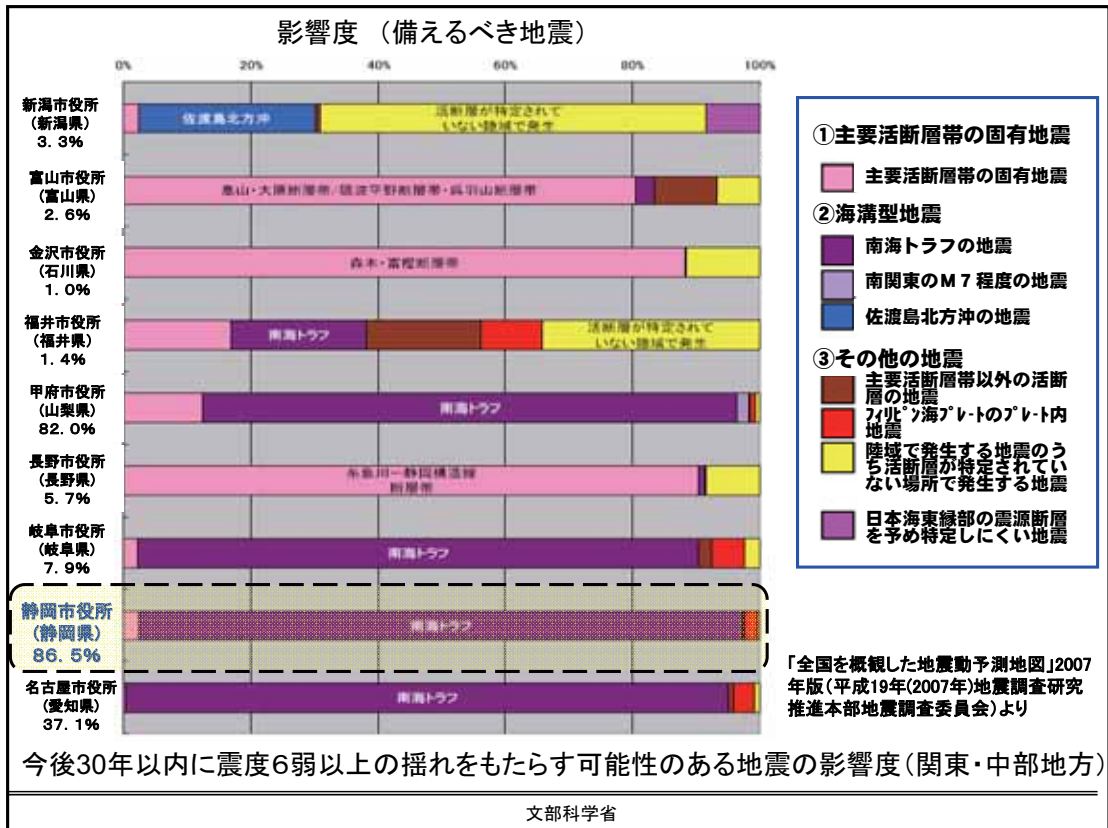 影響度 （備えるべき地震）
0% 20% 40% 60% 80% 100%
新潟市役所
（新潟県）
3.3%
佐渡島北方沖
活断層が特定されて
いない陸域で発生
富山市役所
（富山県）
2.6%
金沢市役所
（石川県）
1.0%
森本・富樫断層帯
福井市役所
（福井県）
1.4%
南海トラフ
活断層が特定されて
いない陸域で発生
甲府市役所
（山梨県）
82.0%
南海トラフ
長野市役所
（長野県）
5.7%
糸魚川－静岡構造線
断層帯
岐阜市役所
（岐阜県）
7.9%
南海トラフ
静岡市役所
（静岡県）
86.5%
南海トラフ
名古屋市役所
（愛知県）
37.1%
南海トラフ
①主要活断層帯の固有地震
主要活断層帯の固有地震
②海溝型地震
南海トラフの地震
南関東のM７程度の地震
佐渡島北方沖の地震
③その他の地震
主要活断層帯以外の活断
層の地震
ﾌｨﾘﾋﾟﾝ海ﾌﾟﾚｰﾄのプレート内
地震
陸域で発生する地震のう
ち活断層が特定されてい
ない場所で発生する地震
日本海東縁部の震源断層
を予め特定しにくい地震
「全国を概観した地震動予測地図」2007
年版（平成19年(2007年)地震調査研究
推進本部地震調査委員会）より
今後30年以内に震度6弱以上の揺れをもたらす可能性のある地震の影響度（関東・中部地方）
文部科学省